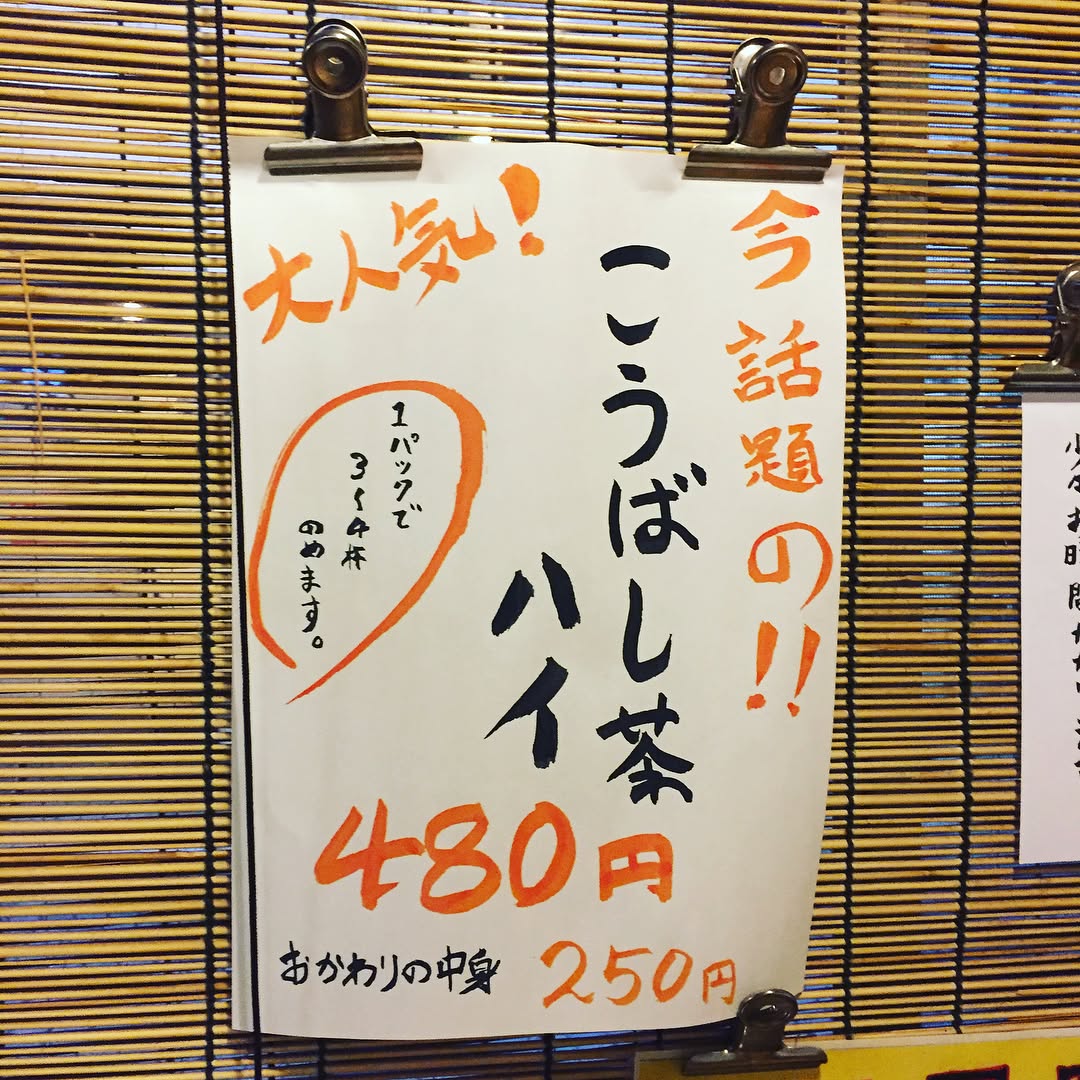 今話題の!!
こうばし茶
ハイ
大人気!
1パックで
3〜4杯
のめます。
480円
おかわりの中身 250円